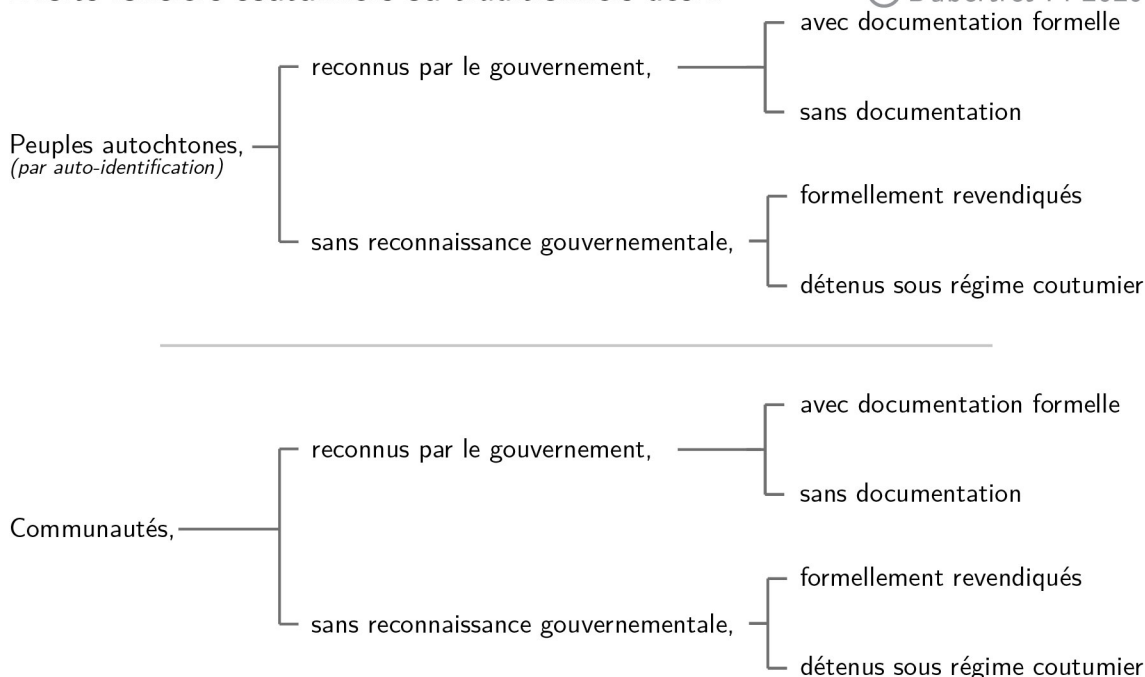 avec documentation formelle
reconnus par le gouvernement,
sans documentation
Peuples autochtones,
(par auto-identification)
formellement revendiqués
sans reconnaissance gouvernementale,
détenus sous régime coutumier
avec documentation formelle
reconnus par le gouvernement,
sans documentation
Communautés,
formellement revendiqués
sans reconnaissance gouvernementale,
détenus sous régime coutumier